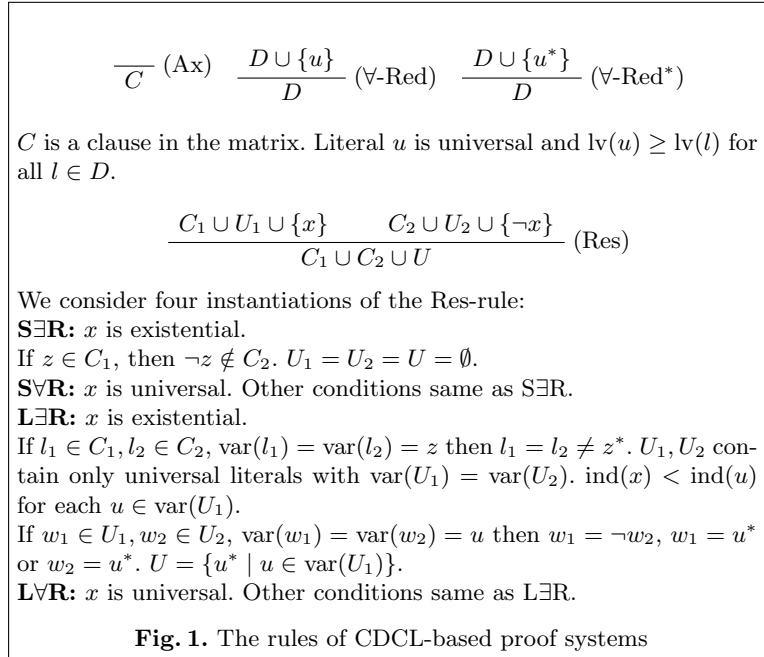 C (Ax) D ∪ {u} / D (∀-Red) D ∪ {u*} / D (∀-Red*)
C is a clause in the matrix. Literal u is universal and lv(u) ≥ lv(l) for
all l ∈ D.
C₁ ∪ U₁ ∪ {x} C₂ ∪ U₂ ∪ {¬x}
C₁ ∪ C₂ ∪ U (Res)
We consider four instantiations of the Res-rule:
S∃R: x is existential.
If z ∈ C₁, then ¬z ∉ C₂. U₁ = U₂ = U = ∅.
S∀R: x is universal. Other conditions same as S∃R.
L∃R: x is existential.
If l₁ ∈ C₁, l₂ ∈ C₂, var(l₁) = var(l₂) = z then l₁ = l₂ ≠ z*. U₁, U₂ con-
tain only universal literals with var(U₁) = var(U₂). ind(x) < ind(u)
for each u ∈ var(U₁).
If w₁ ∈ U₁, w₂ ∈ U₂, var(w₁) = var(w₂) = u then w₁ = ¬w₂, w₁ = u*
or w₂ = u*. U = {u* | u ∈ var(U₁)}.
L∀R: x is universal. Other conditions same as L∃R.
Fig. 1. The rules of CDCL-based proof systems